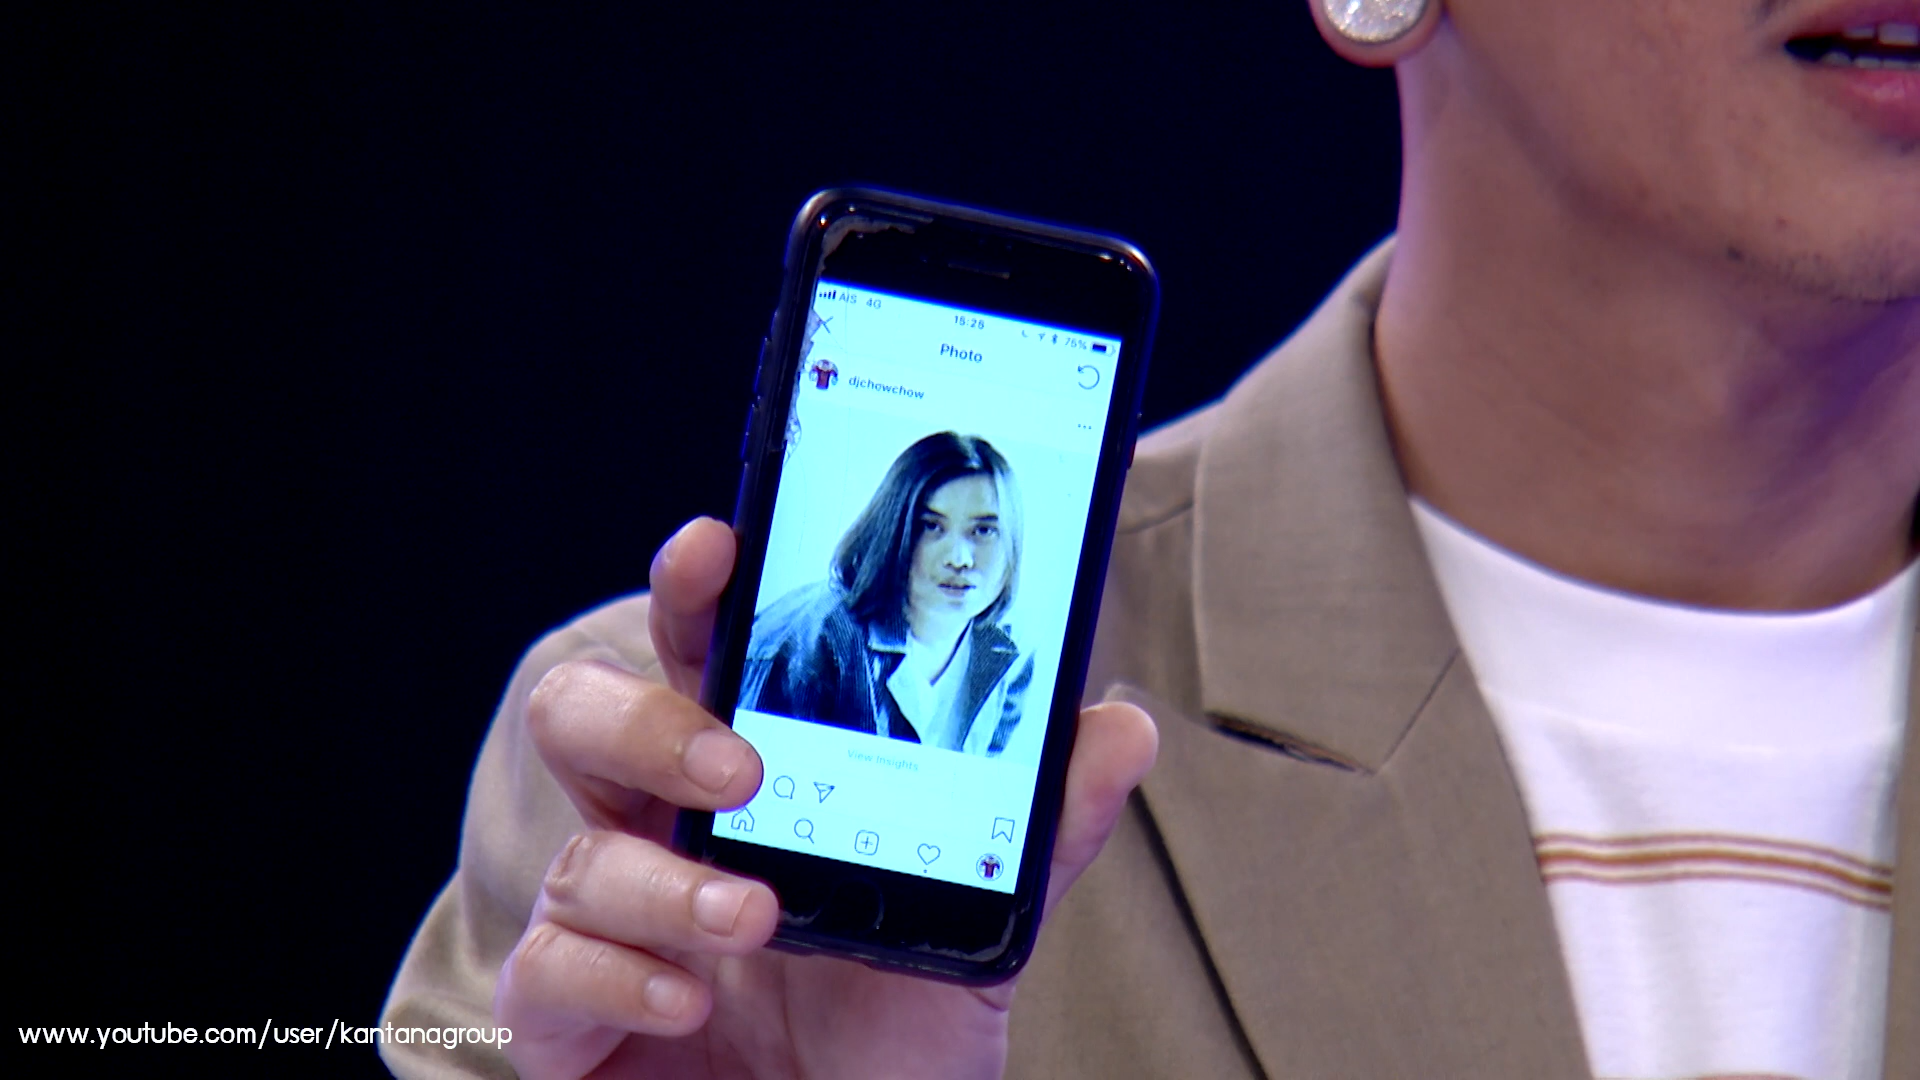 AIS 4G
15:25
75%
Photo
djchowchow
View Insights
www.youtube.com/user/kantanagroup